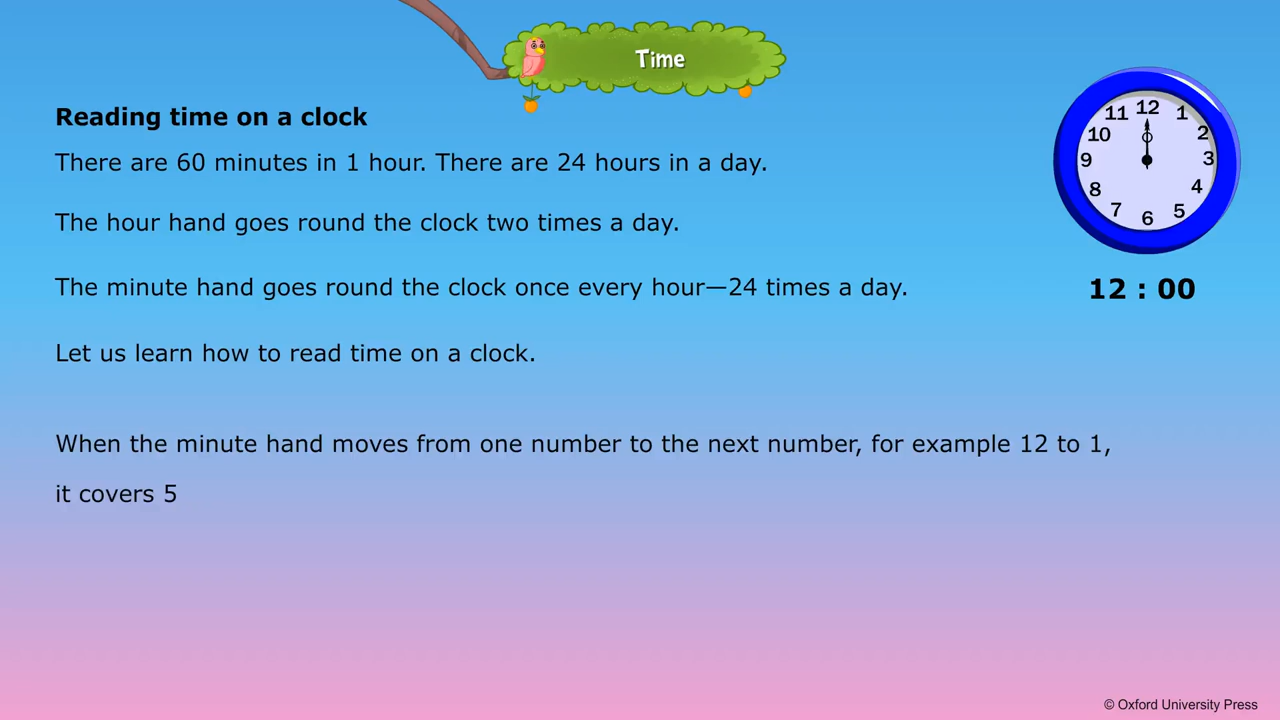 Time
Reading time on a clock
There are 60 minutes in 1 hour. There are 24 hours in a day.
The hour hand goes round the clock two times a day.
The minute hand goes round the clock once every hour—24 times a day.
Let us learn how to read time on a clock.
When the minute hand moves from one number to the next number, for example 12 to 1,
it covers 5
12
1
2
3
4
5
6
7
8
9
10
11
12 : 00
© Oxford University Press